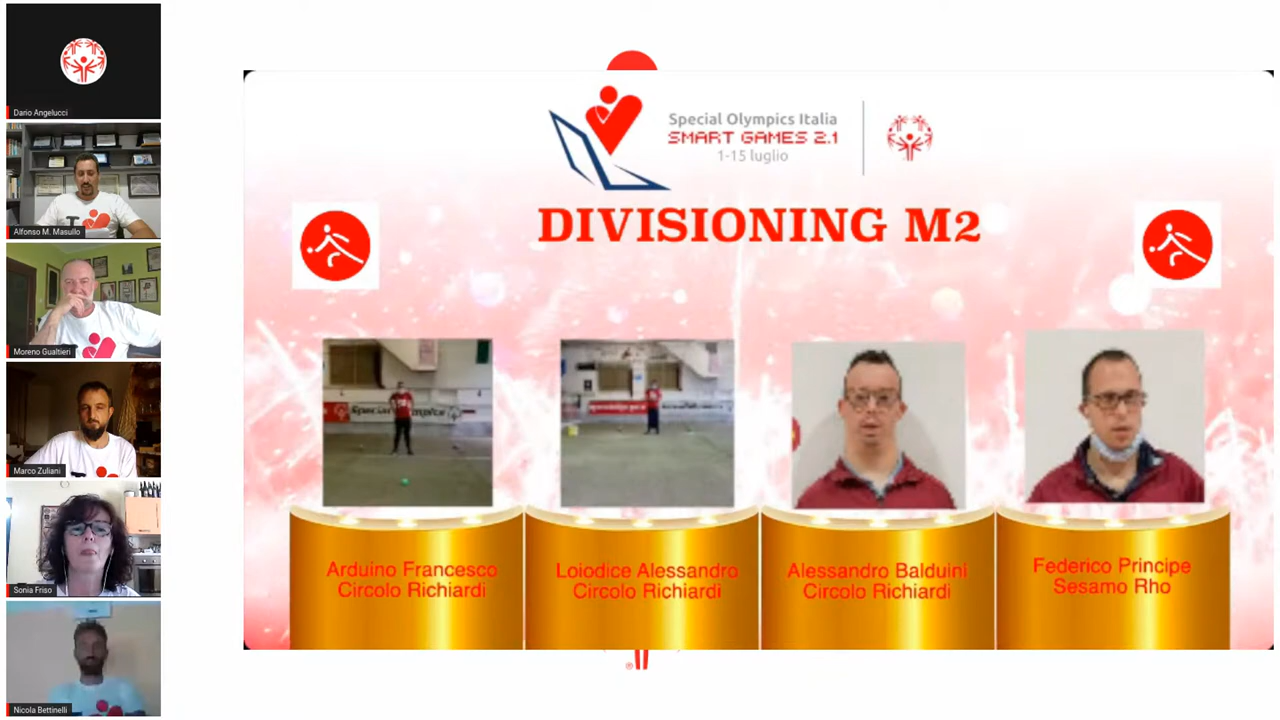 Dario Angelucci
Alfonso M. Masullo
Moreno Gualtieri
Marco Zuliani
Sonia Friso
Nicola Bettinelli
Special Olympics Italia
SMART GAMES 2.1
1-15 luglio
DIVISIONING M2
Special Olympics
Arduino Francesco
Circolo Richiardi
Loiodice Alessandro
Circolo Richiardi
Alessandro Balduini
Circolo Richiardi
Federico Principe
Sesamo Rho